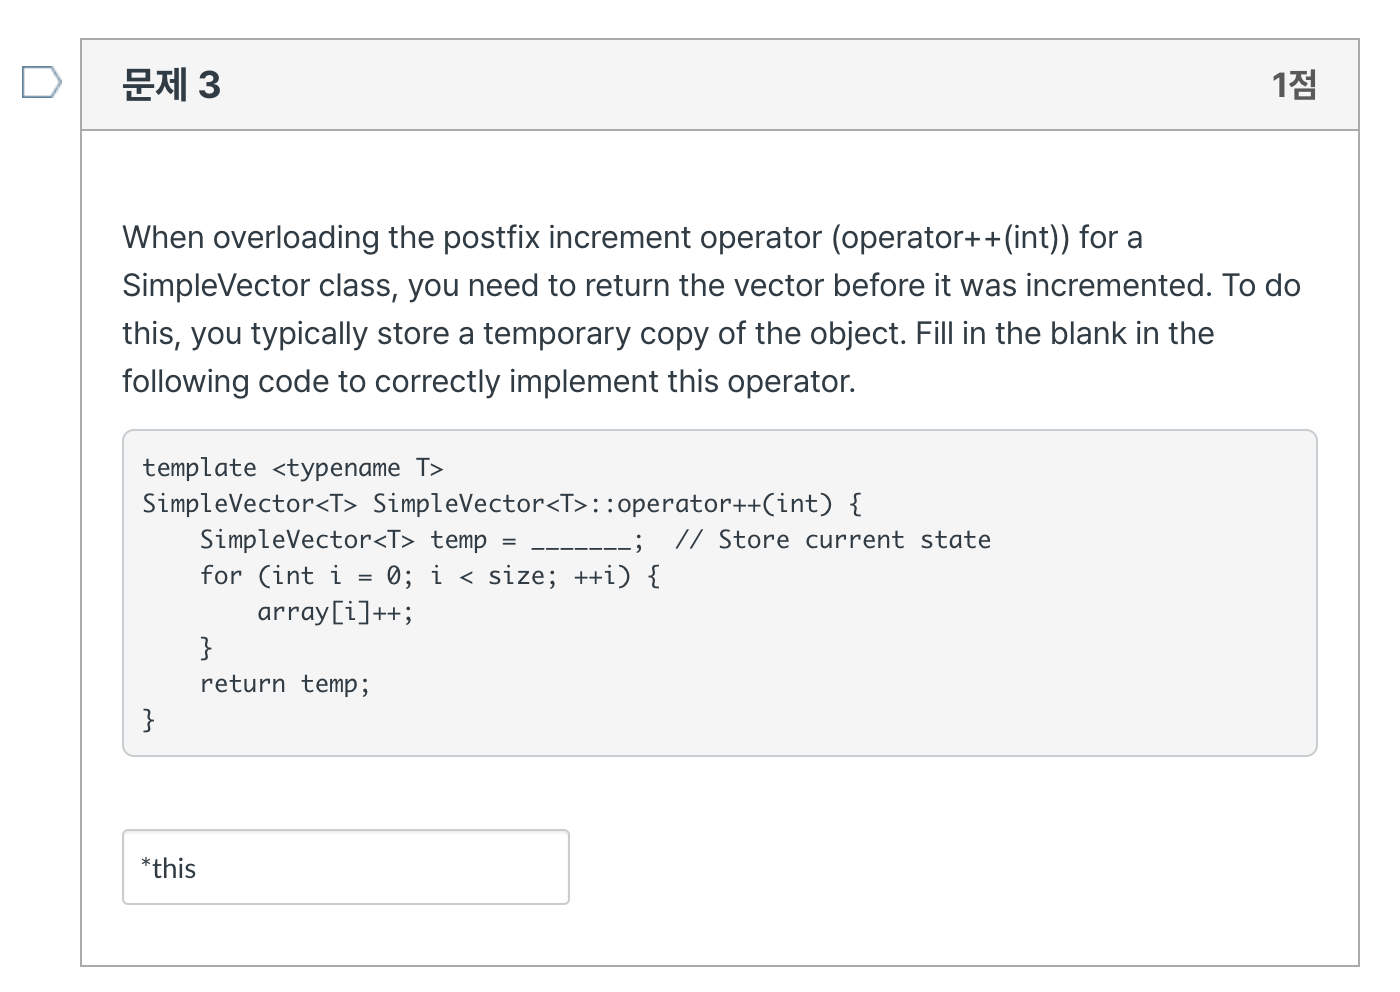 문제 3
1점
When overloading the postfix increment operator (operator++(int)) for a
SimpleVector class, you need to return the vector before it was incremented. To do
this, you typically store a temporary copy of the object. Fill in the blank in the
following code to correctly implement this operator.
template <typename T>
SimpleVector<T> SimpleVector<T>::operator++(int) {
    SimpleVector<T> temp = _______;  // Store current state
    for (int i = 0; i < size; ++i) {
        array[i]++;
    }
    return temp;
}
*this